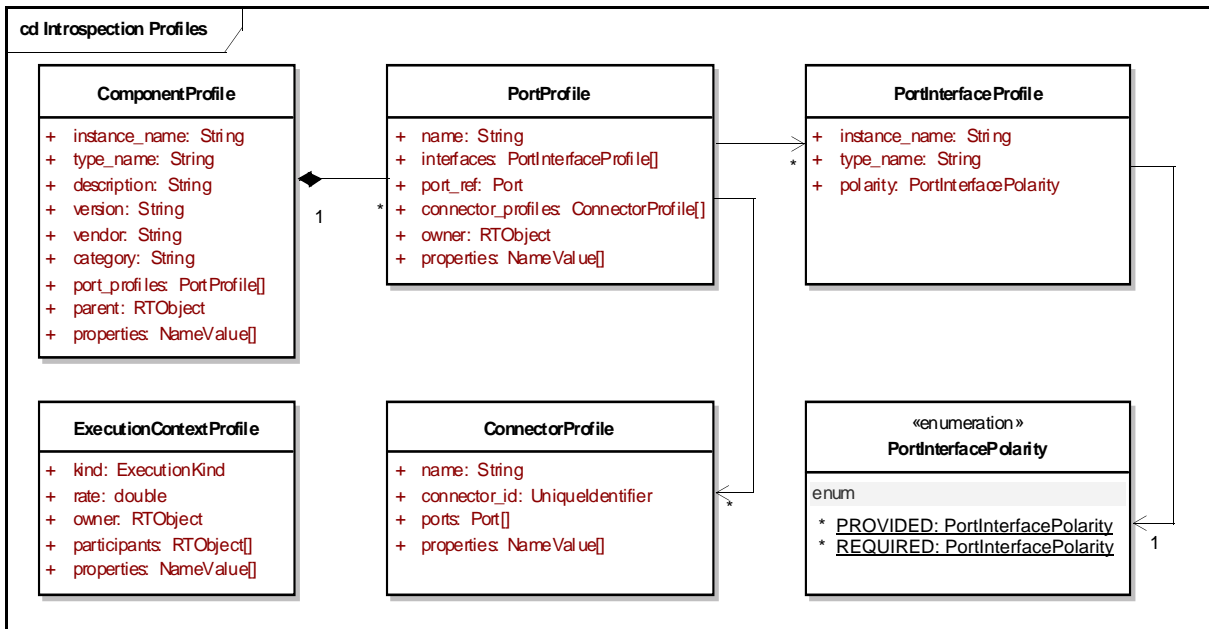 cd Introspection Profiles
ComponentProfile
+ instance_name: String
+ type_name: String
+ description: String
+ version: String
+ vendor: String
+ category: String
+ port_profiles: PortProfile[]
+ parent: RTObject
+ properties: NameValue[]
1
*
PortProfile
+ name: String
+ interfaces: PortInterfaceProfile[]
+ port_ref: Port
+ connector_profiles: ConnectorProfile[]
+ owner: RTObject
+ properties: NameValue[]
*
PortInterfaceProfile
+ instance_name: String
+ type_name: String
+ polarity: PortInterfacePolarity
ExecutionContextProfile
+ kind: ExecutionKind
+ rate: double
+ owner: RTObject
+ participants: RTObject[]
+ properties: NameValue[]
ConnectorProfile
+ name: String
+ connector_id: UniqueIdentifier
+ ports: Port[]
+ properties: NameValue[]
*
«enumeration»
PortInterfacePolarity
enum
* PROVIDED: PortInterfacePolarity
* REQUIRED: PortInterfacePolarity
1